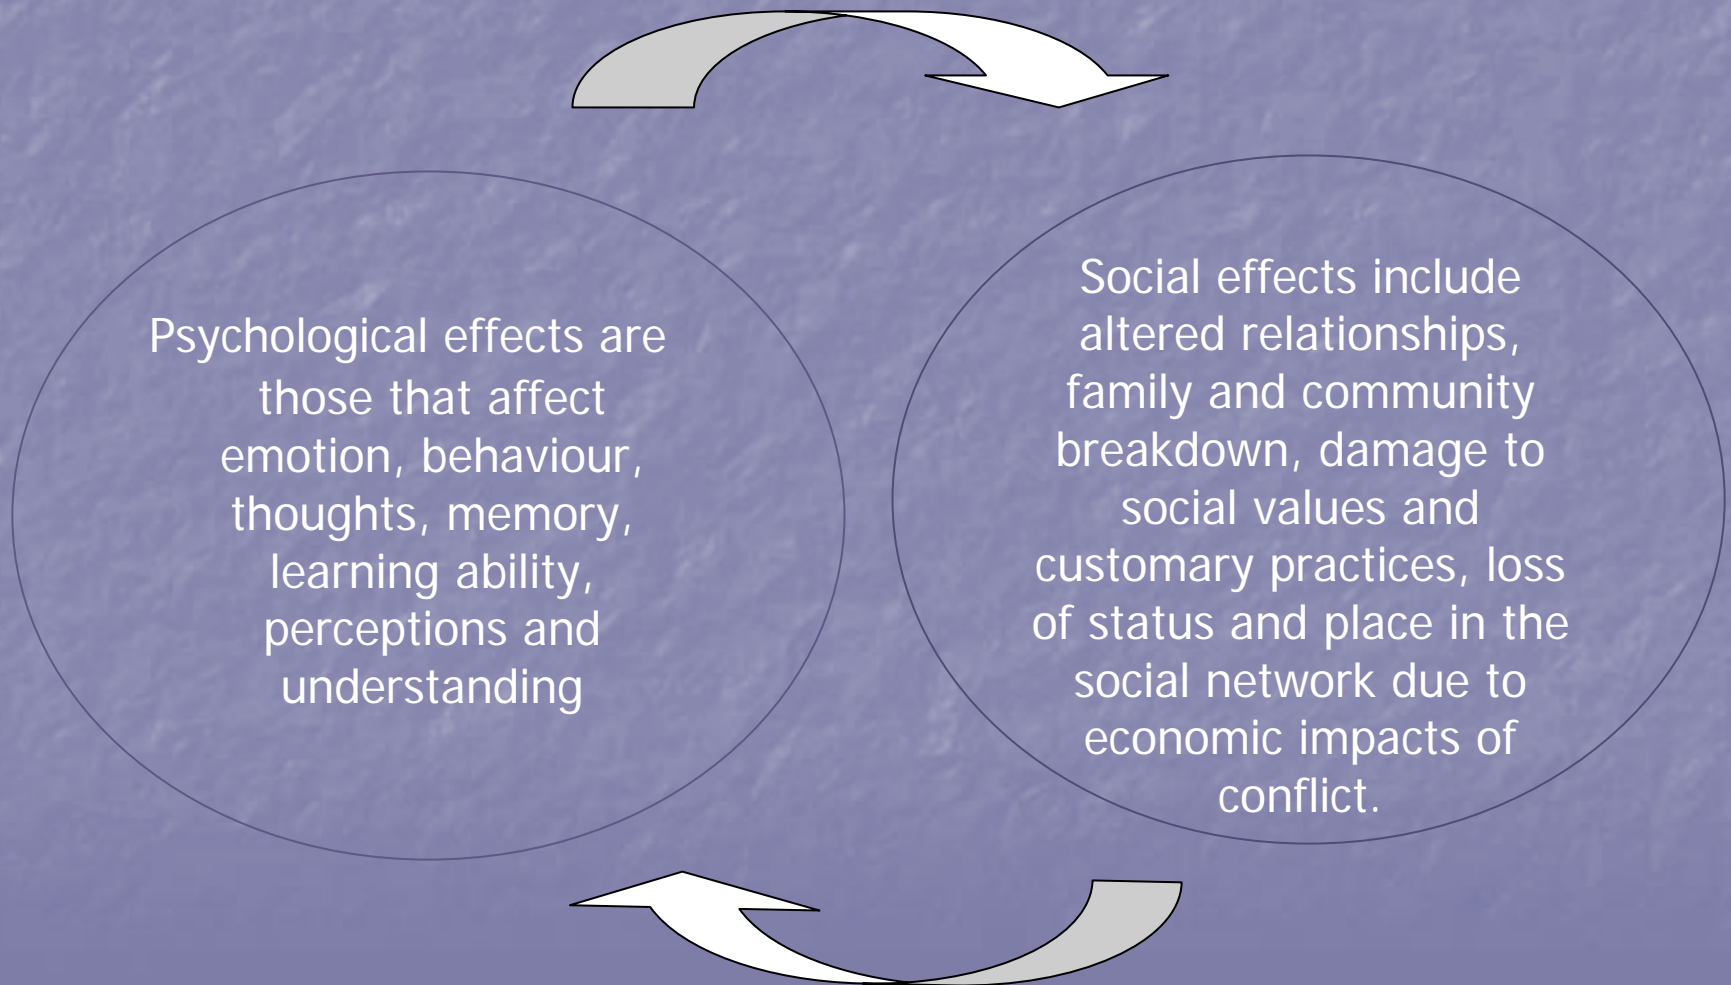 Psychological effects are
those that affect
emotion, behaviour,
thoughts, memory,
learning ability,
perceptions and
understanding
Social effects include
altered relationships,
family and community
breakdown, damage to
social values and
customary practices, loss
of status and place in the
social network due to
economic impacts of
conflict.